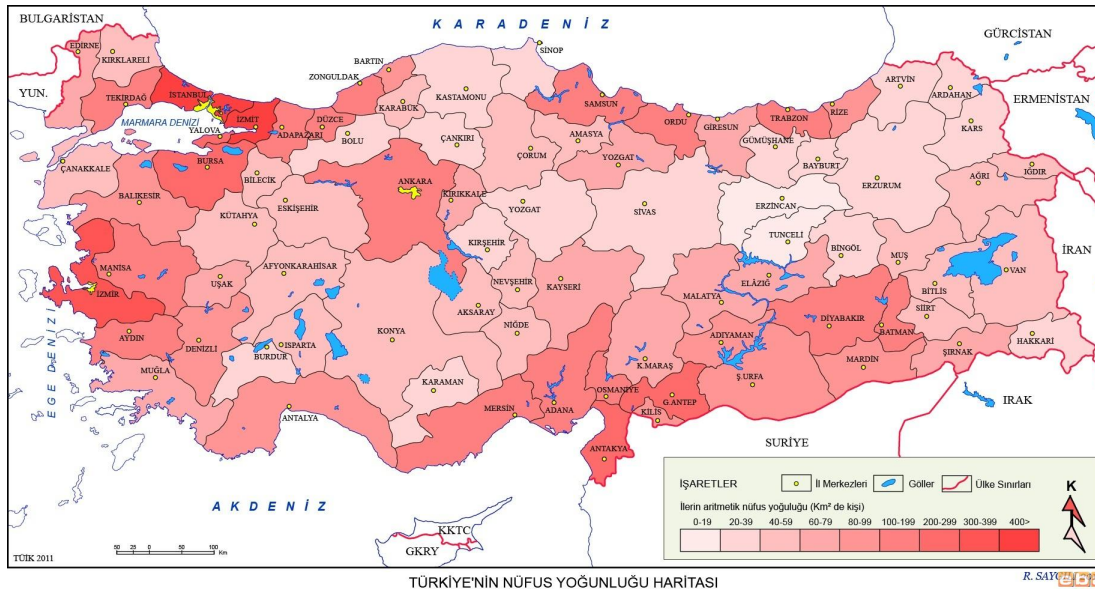 BULGARİSTAN
K A R A D E N İ Z
GÜRCİSTAN
ERMENİSTAN
YUN.
EDİRNE
KIRKLARELİ
TEKİRDAĞ
İSTANBUL
MARMARA DENİZİ
YALOVA
İZMİT
ADAPAZARI
DÜZCE
ZONGULDAK
BARTIN
KARABÜK
BOLU
KASTAMONU
SİNOP
ÇANKIRI
ÇORUM
SAMSUN
AMASYA
YOZGAT
ORDU
GİRESUN
TRABZON
RİZE
ARTVİN
ARDAHAN
KARS
GÜMÜŞHANE
BAYBURT
ERZURUM
AĞRI
IĞDIR
ÇANAKKALE
BALIKESİR
BURSA
BİLECİK
KÜTAHYA
ESKİŞEHİR
ANKARA
KIRIKKALE
YOZGAT
SİVAS
ERZİNCAN
TUNCELİ
BİNGÖL
MUŞ
BİTLİS
VAN
İRAN
KIRŞEHİR
NEVŞEHİR
KAYSERİ
AKSARAY
NİĞDE
MALATYA
ELÂZIĞ
DİYABAKIR
BATMAN
SİİRT
ŞIRNAK
HAKKARİ
MANİSA
İZMİR
UŞAK
AFYONKARAHİSAR
AYDIN
DENİZLİ
MUĞLA
BURDUR
ISPARTA
KONYA
KARAMAN
ANTALYA
MERSİN
ADANA
OSMANİYE
K.MARAŞ
ADIYAMAN
Ş.URFA
MARDİN
G.ANTEP
KİLİS
ANTAKYA
E G E D E N İ Z İ
A K D E N İ Z
SURİYE
IRAK
KKTC
GKRY
İŞARETLER
İl Merkezleri
Göller
Ülke Sınırları
K
İllerin aritmetik nüfus yoğunluğu (Km² de kişi)
0-19 20-39 40-59 60-79 80-99 100-199 200-299 300-399 400>
50 25 0 50 100
Km
TÜİK 2011
TÜRKİYE'NİN NÜFUS YOĞUNLUĞU HARİTASI